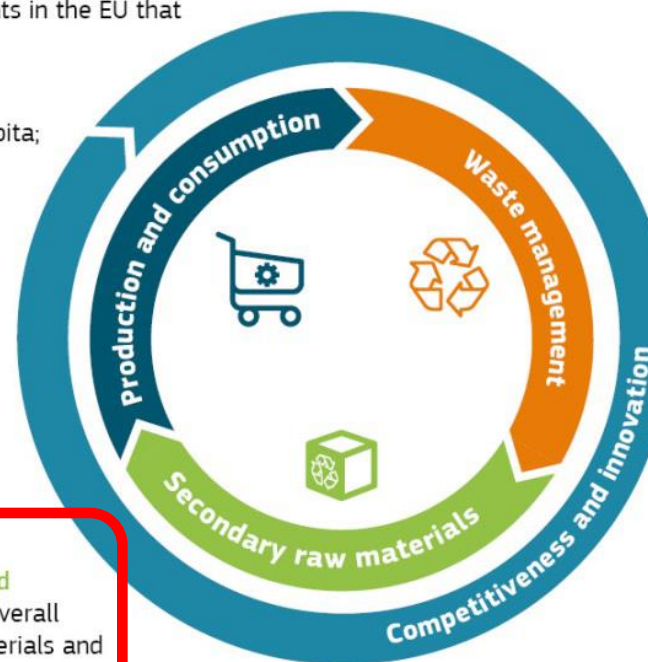 nts in the EU that
pita;
Production and consumption
Waste management
Secondary raw materials
Competitiveness and innovation
d
verall
erials and